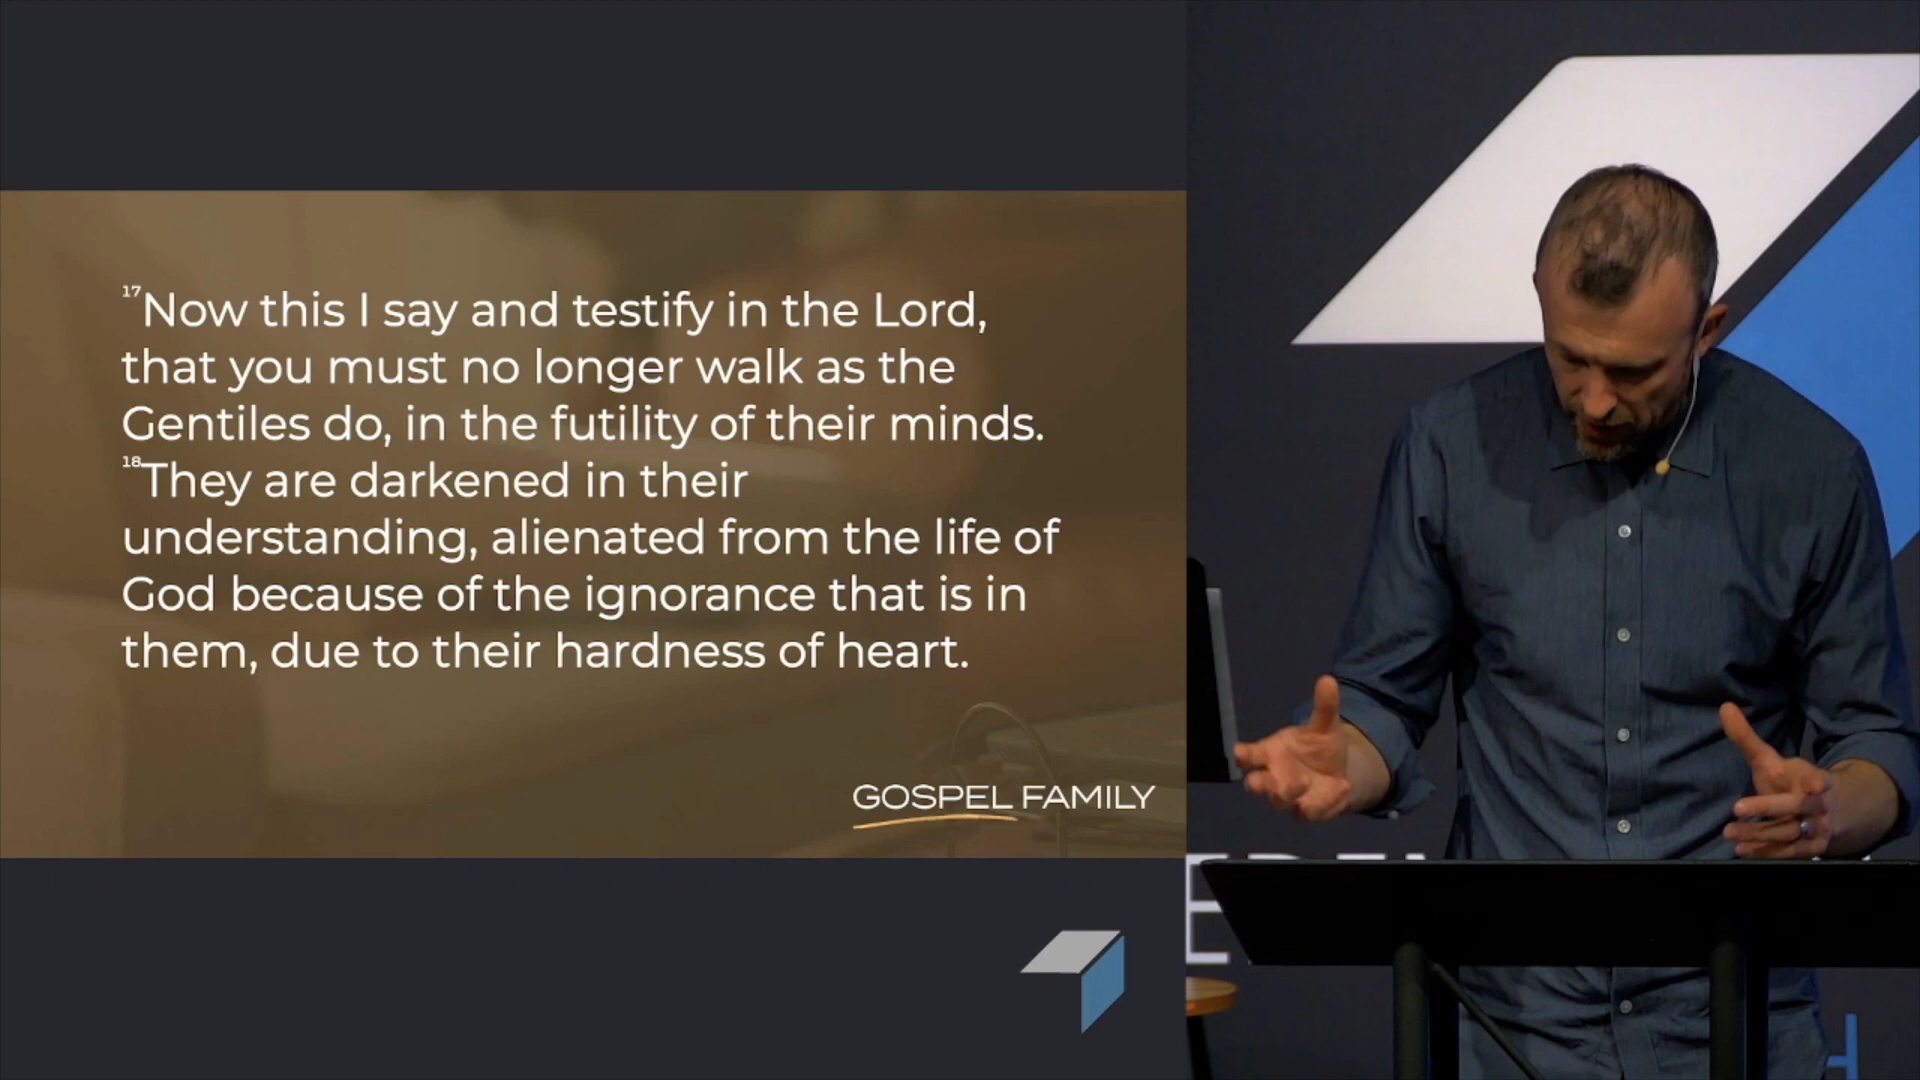 17Now this I say and testify in the Lord,
that you must no longer walk as the
Gentiles do, in the futility of their minds.
18They are darkened in their
understanding, alienated from the life of
God because of the ignorance that is in
them, due to their hardness of heart.
GOSPEL FAMILY